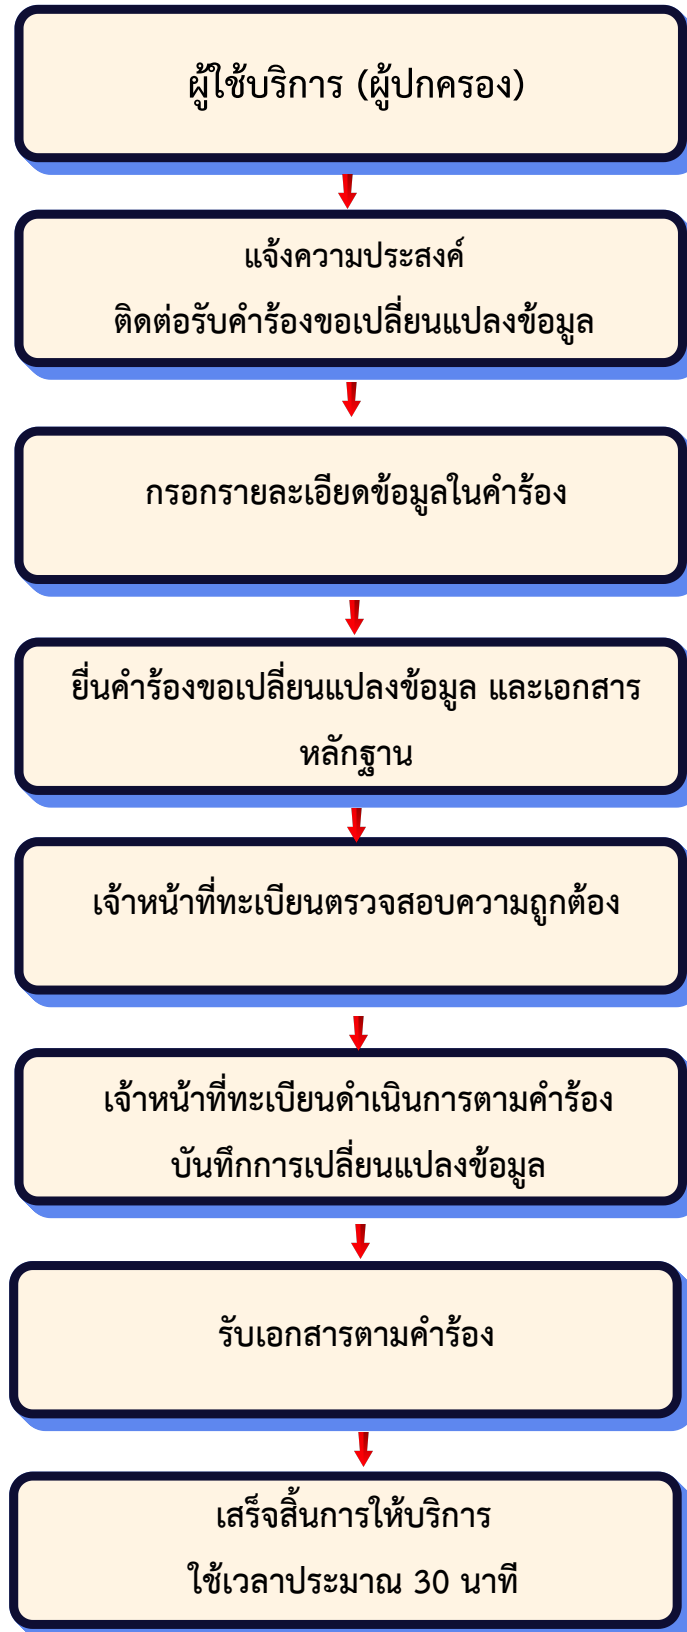 ผู้ใช้บริการ (ผู้ปกครอง)
แจ้งความประสงค์
ติดต่อรับคำร้องขอเปลี่ยนแปลงข้อมูล
กรอกรายละเอียดข้อมูลในคำร้อง
ยื่นคำร้องขอเปลี่ยนแปลงข้อมูล และเอกสาร
หลักฐาน
เจ้าหน้าที่ทะเบียนตรวจสอบความถูกต้อง
เจ้าหน้าที่ทะเบียนดำเนินการตามคำร้อง
บันทึกการเปลี่ยนแปลงข้อมูล
รับเอกสารตามคำร้อง
เสร็จสิ้นการให้บริการ
ใช้เวลาประมาณ 30 นาที